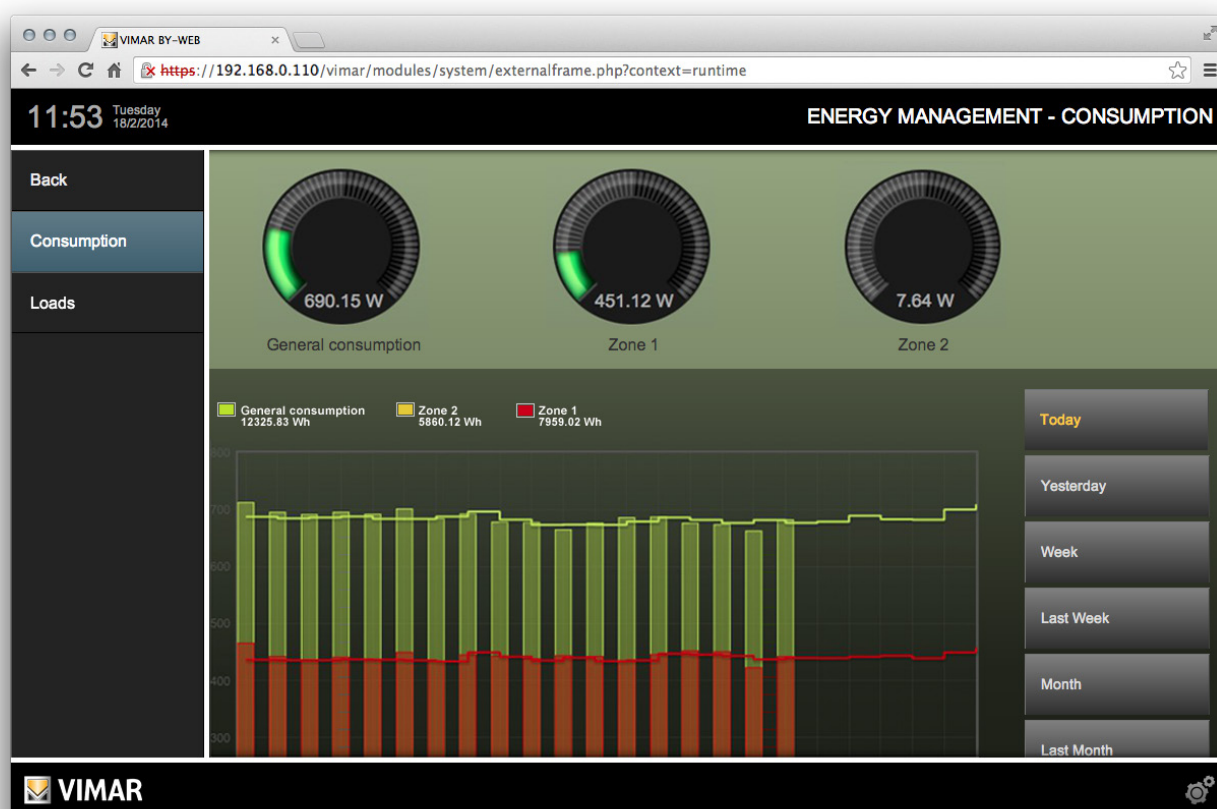 VIMAR BY-WEB
https://192.168.0.110/vimar/modules/system/externalframe.php?context=runtime
11:53 Tuesday
18/2/2014
ENERGY MANAGEMENT - CONSUMPTION
Back
Consumption
Loads
690.15 W
451.12 W
7.64 W
General consumption
Zone 1
Zone 2
General consumption
12325.83 Wh
Zone 2
5860.12 Wh
Zone 1
7959.02 Wh
800
700
600
500
400
300
Today
Yesterday
Week
Last Week
Month
Last Month
VIMAR